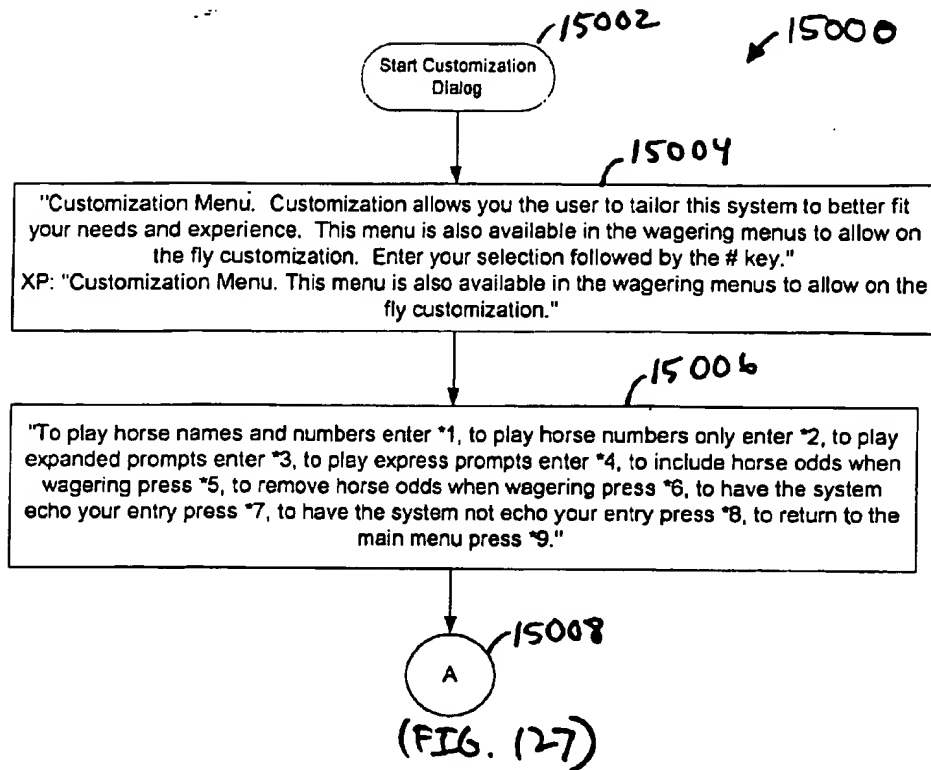 15002
15000
Start Customization
Dialog
15004
"Customization Menu. Customization allows you the user to tailor this system to better fit
your needs and experience. This menu is also available in the wagering menus to allow on
the fly customization. Enter your selection followed by the # key."
XP: "Customization Menu. This menu is also available in the wagering menus to allow on the
fly customization."
15006
"To play horse names and numbers enter *1, to play horse numbers only enter *2, to play
expanded prompts enter *3, to play express prompts enter *4, to include horse odds when
wagering press *5, to remove horse odds when wagering press *6, to have the system
echo your entry press *7, to have the system not echo your entry press *8, to return to the
main menu press *9."
15008
A
(FIG. 127)